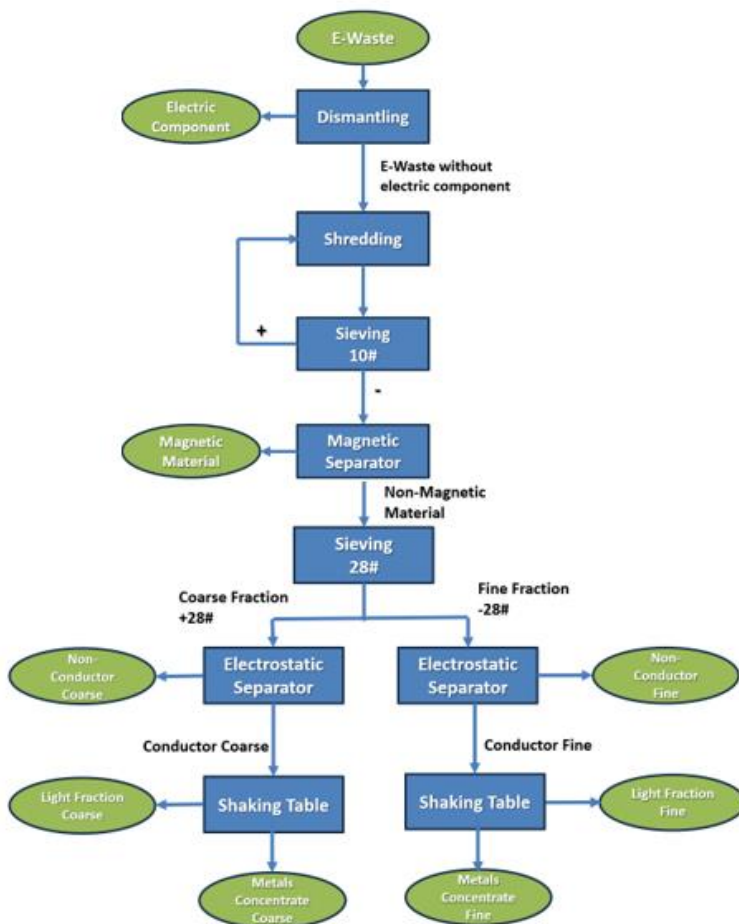 E-Waste
Electric
Component
Dismantling
E-Waste without
electric component
Shredding
+
Sieving
10#
-
Magnetic
Material
Magnetic
Separator
Non-Magnetic
Material
Sieving
28#
Coarse Fraction
+28#
Fine Fraction
-28#
Non-
Conductor
Coarse
Electrostatic
Separator
Electrostatic
Separator
Non-
Conductor
Fine
Conductor Coarse
Conductor Fine
Light Fraction
Coarse
Shaking Table
Shaking Table
Light Fraction
Fine
Metals
Concentrate
Coarse
Metals
Concentrate
Fine